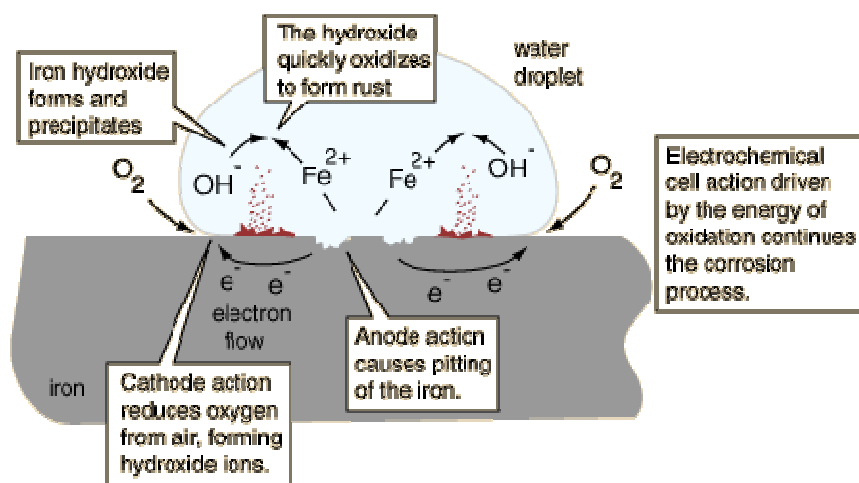 The hydroxide
quickly oxidizes
to form rust
water
droplet
Iron hydroxide
forms and
precipitates
O2
OH-
Fe2+
Fe2+
OH-
O2
Electrochemical
cell action driven
by the energy of
oxidation continues
the corrosion
process.
e-
e-
e-
e-
electron
flow
Anode action
causes pitting
of the iron.
iron
Cathode action
reduces oxygen
from air, forming
hydroxide ions.